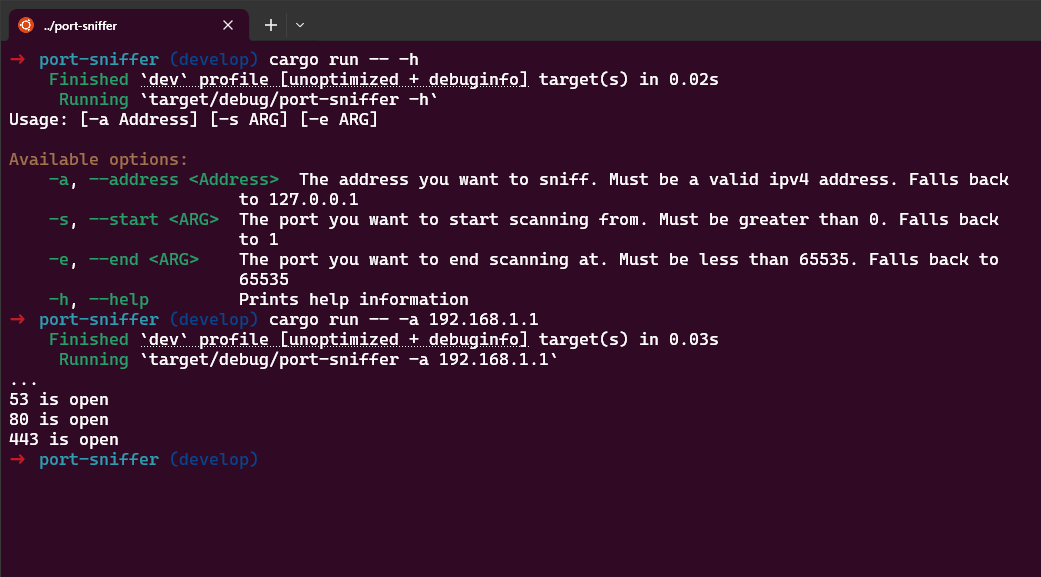 ../port-sniffer
→ port-sniffer (develop) cargo run -- -h
Finished `dev` profile [unoptimized + debuginfo] target(s) in 0.02s
Running `target/debug/port-sniffer -h`
Usage: [-a Address] [-s ARG] [-e ARG]
Available options:
-a, --address <Address>  The address you want to sniff. Must be a valid ipv4 address. Falls back
to 127.0.0.1
-s, --start <ARG>  The port you want to start scanning from. Must be greater than 0. Falls back
to 1
-e, --end <ARG>    The port you want to end scanning at. Must be less than 65535. Falls back to
65535
-h, --help         Prints help information
→ port-sniffer (develop) cargo run -- -a 192.168.1.1
Finished `dev` profile [unoptimized + debuginfo] target(s) in 0.03s
Running `target/debug/port-sniffer -a 192.168.1.1`
...
53 is open
80 is open
443 is open
→ port-sniffer (develop)